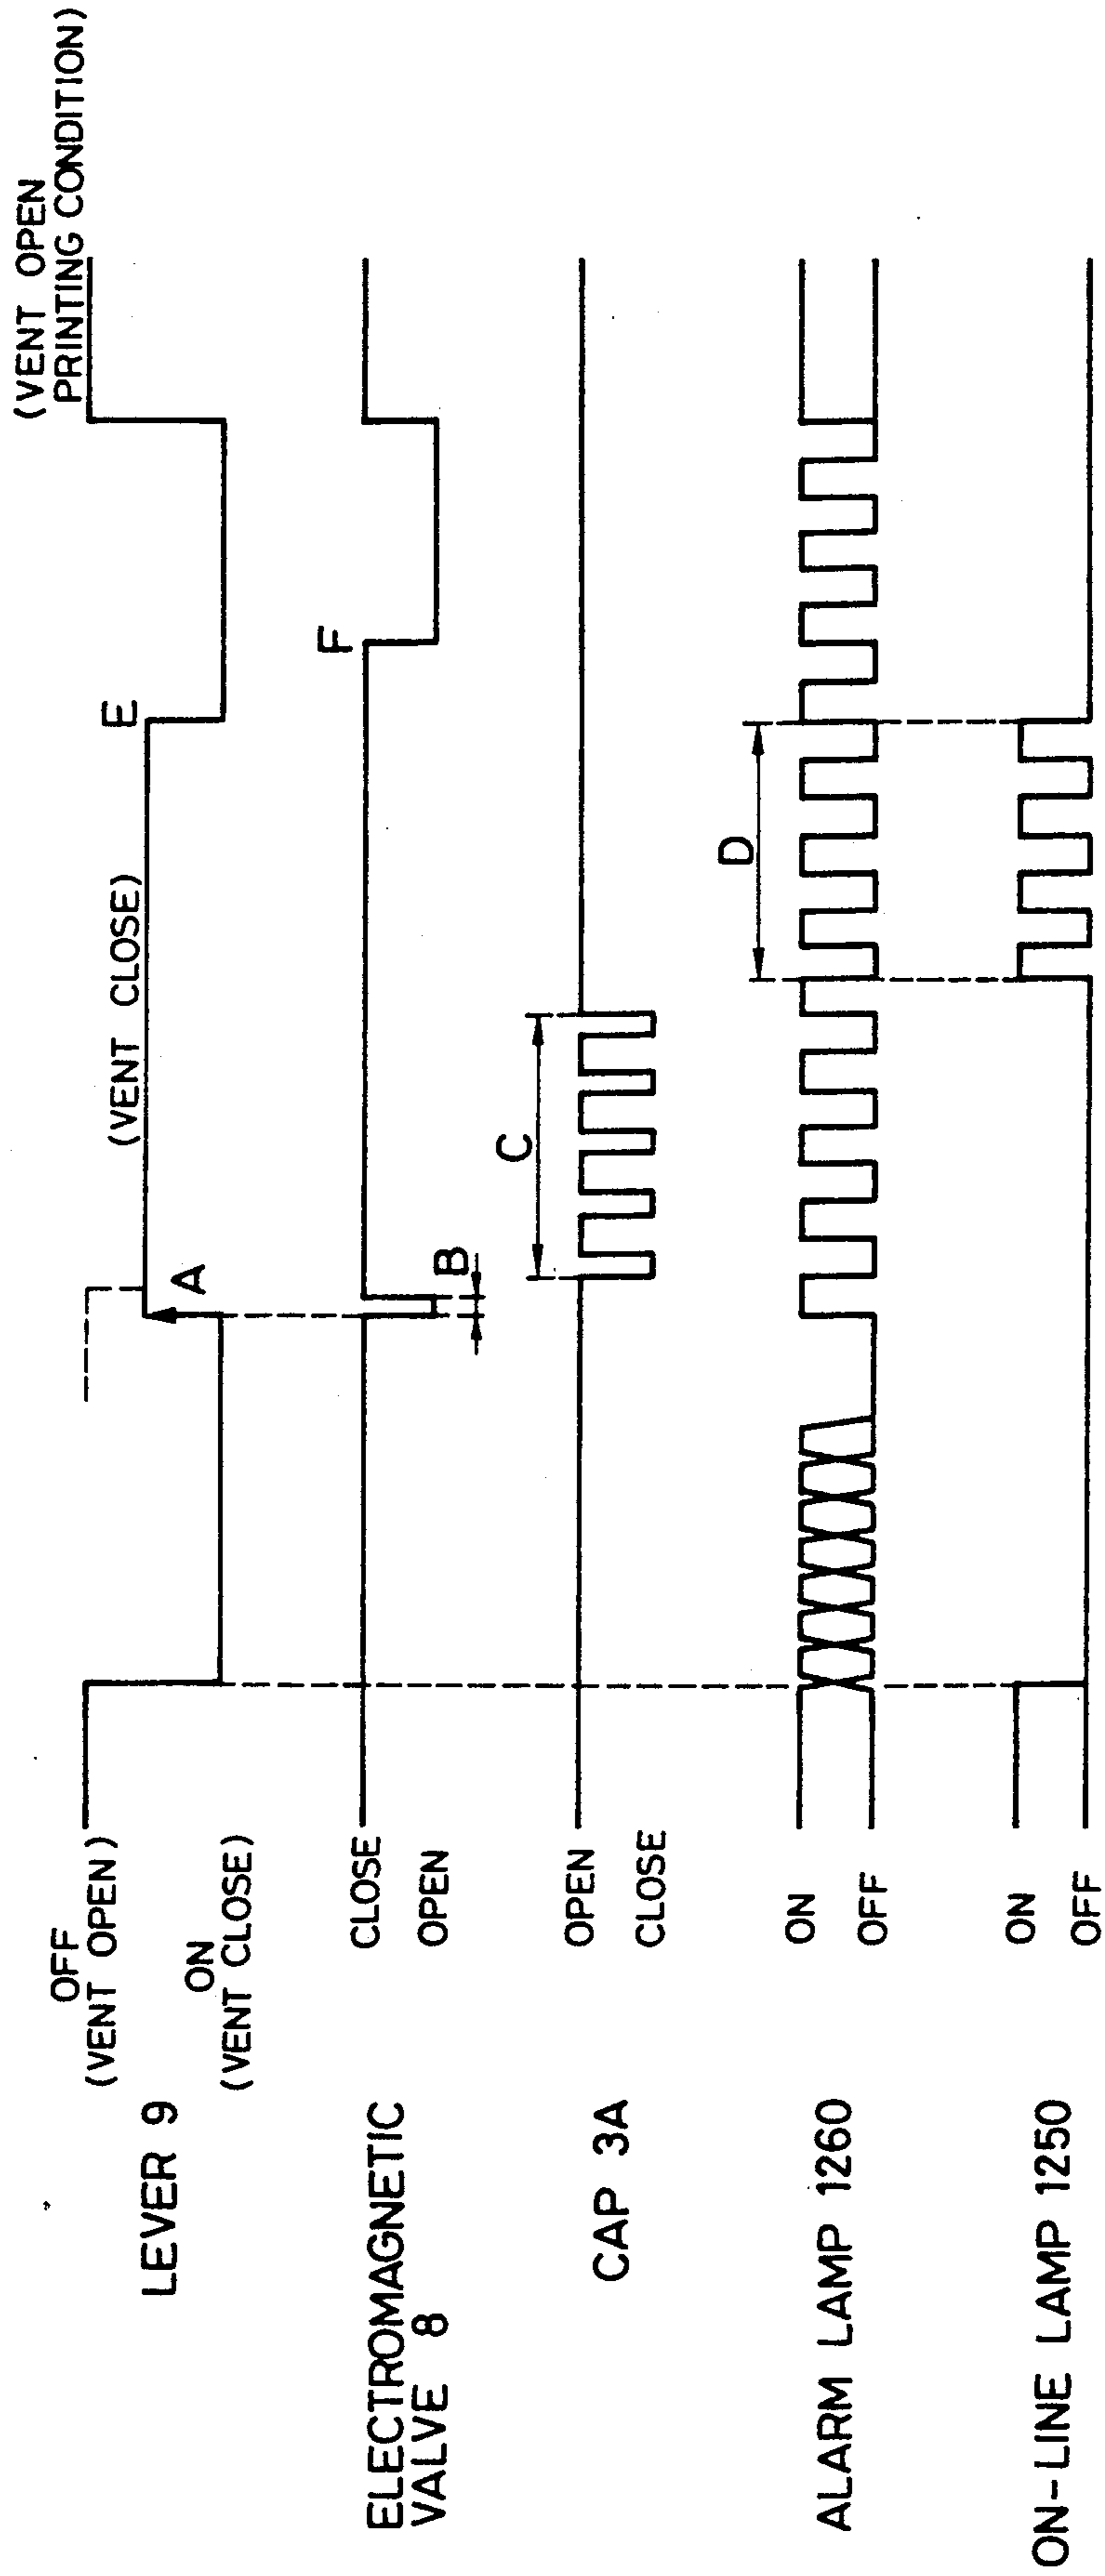 (VENT OPEN
PRINTING CONDITION)
OFF
(VENT OPEN)
LEVER 9
ON
(VENT CLOSE)
(VENT CLOSE)
A
E
ELECTROMAGNETIC
VALVE 8
CLOSE
OPEN
B
F
CAP 3A
OPEN
CLOSE
C
ALARM LAMP 1260
ON
OFF
D
ON-LINE LAMP 1250
ON
OFF